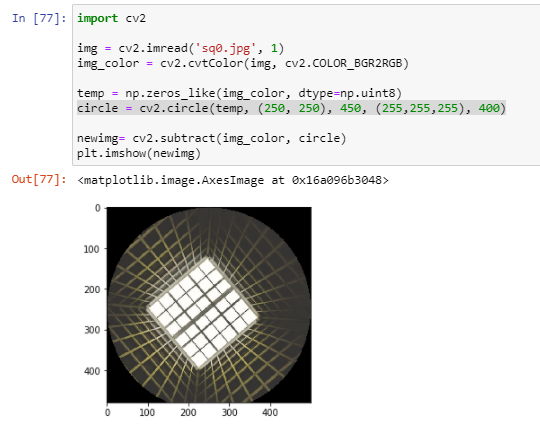 In [77]: import cv2
img = cv2.imread('sq0.jpg', 1)
img_color = cv2.cvtColor(img, cv2.COLOR_BGR2RGB)
temp = np.zeros_like(img_color, dtype=np.uint8)
circle = cv2.circle(temp, (250, 250), 450, (255,255,255), 400)
newimg= cv2.subtract(img_color, circle)
plt.imshow(newimg)
Out[77]: <matplotlib.image.AxesImage at 0x16a096b3048>
0
100
200
300
400
0 100 200 300 400